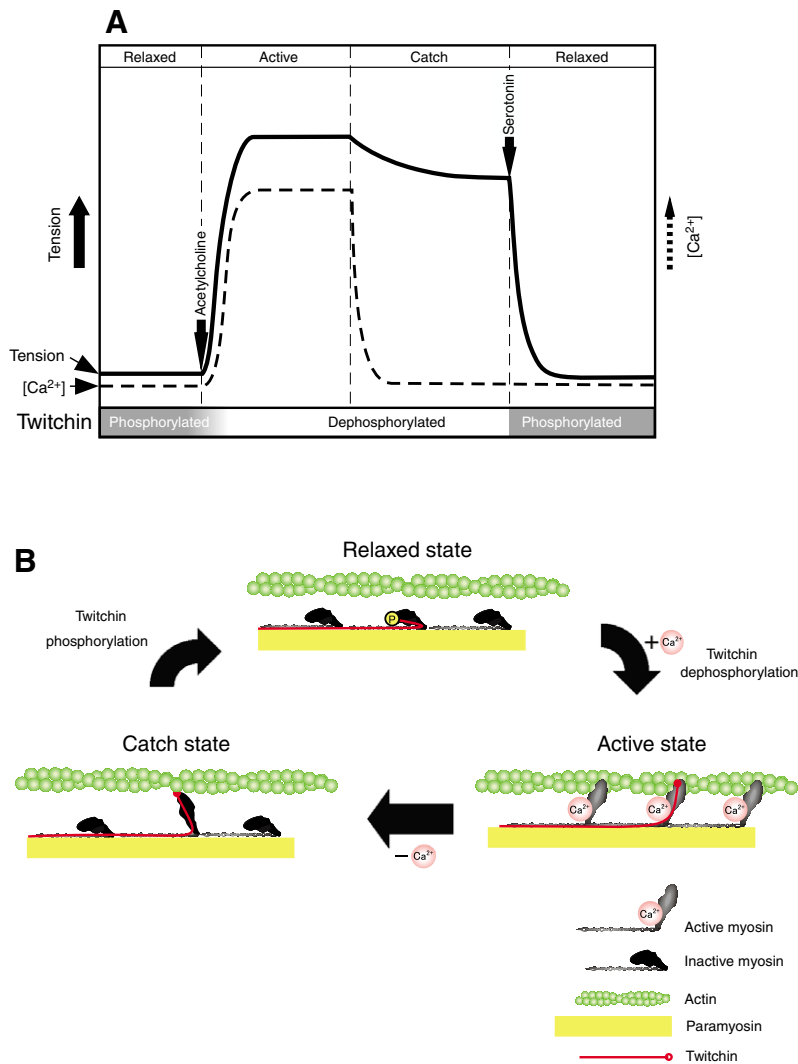 A
Relaxed
Active
Catch
Relaxed
Acetylcholine
Serotonin
Tension
[Ca²⁺]
Tension
[Ca²⁺]
Twitchin
Phosphorylated
Dephosphorylated
Phosphorylated
B
Relaxed state
P
Twitchin
phosphorylation
+ Ca²⁺
Twitchin
dephosphorylation
Catch state
Active state
Ca²⁺
Ca²⁺
Ca²⁺
− Ca²⁺
Ca²⁺
Active myosin
Inactive myosin
Actin
Paramyosin
Twitchin